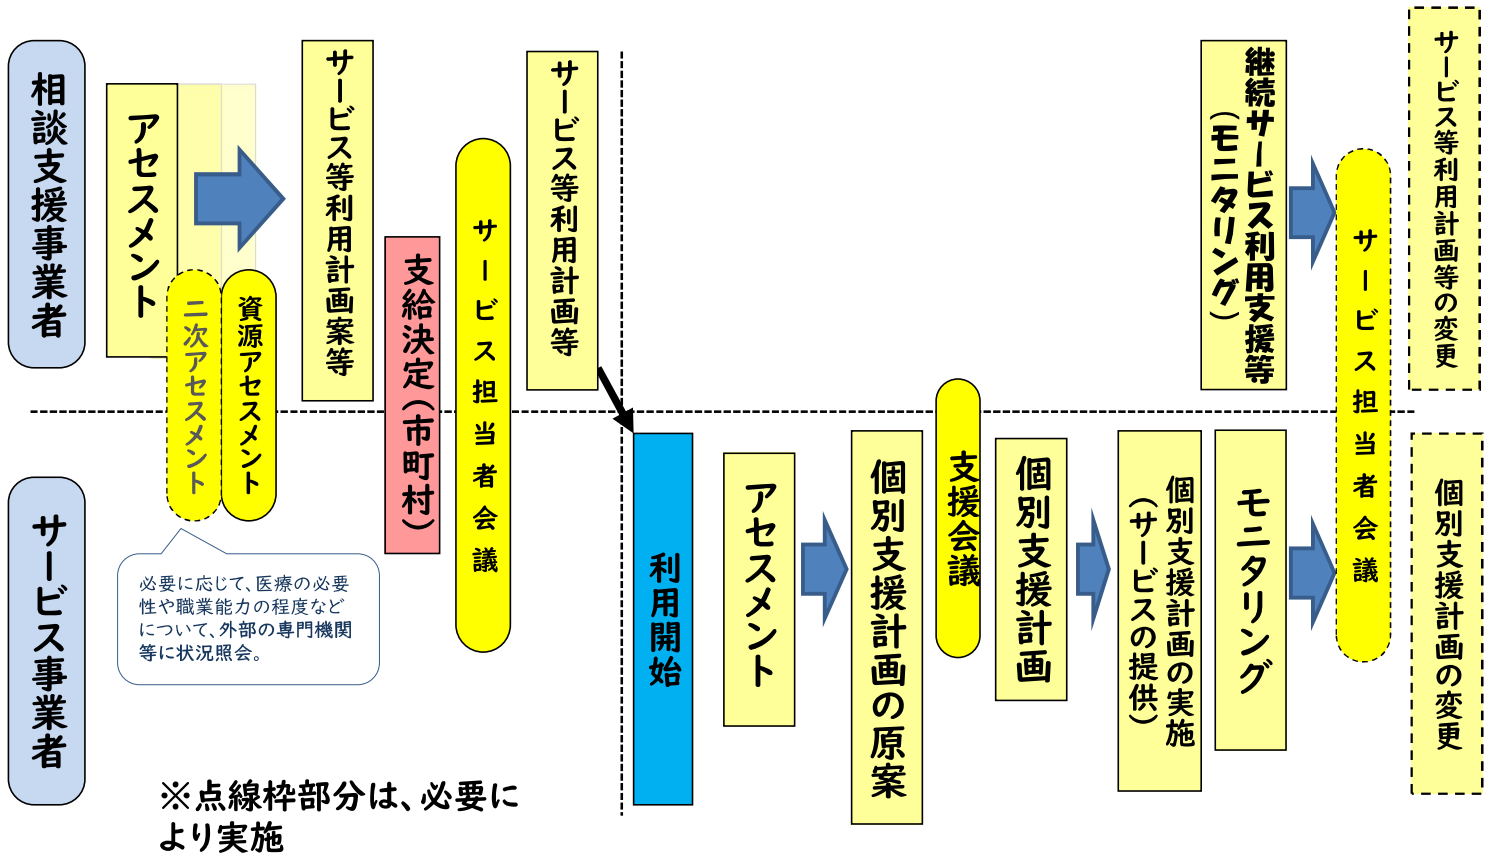 相談支援事業者
アセスメント
二次アセスメント
資源アセスメント
サービス等利用計画案等
支給決定（市町村）
サービス担当者会議
サービス等利用計画等
継続サービス利用支援等
（モニタリング）
サービス担当者会議
サービス等利用計画等の変更
サービス事業者
必要に応じて、医療の必要
性や職業能力の程度など
について、外部の専門機関
等に状況照会。
利用開始
アセスメント
個別支援計画の原案
支援会議
個別支援計画
個別支援計画の実施
（サービスの提供）
モニタリング
個別支援計画の変更
※点線枠部分は、必要に
より実施